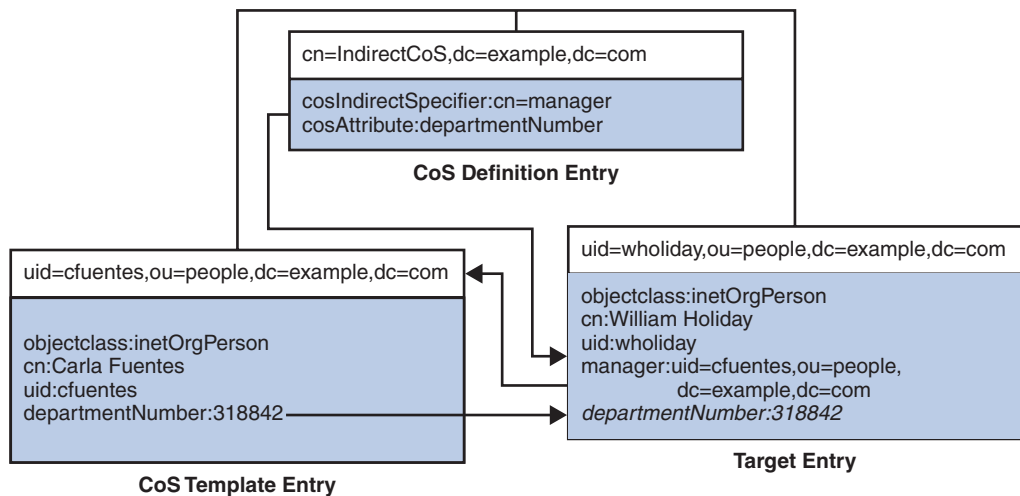 cn=IndirectCoS,dc=example,dc=com
cosIndirectSpecifier:cn=manager
cosAttribute:departmentNumber
CoS Definition Entry
uid=cfuentes,ou=people,dc=example,dc=com
objectclass:inetOrgPerson
cn:Carla Fuentes
uid:cfuentes
departmentNumber:318842
CoS Template Entry
uid=wholiday,ou=people,dc=example,dc=com
objectclass:inetOrgPerson
cn:William Holiday
uid:wholiday
manager:uid=cfuentes,ou=people,
dc=example,dc=com
departmentNumber:318842
Target Entry